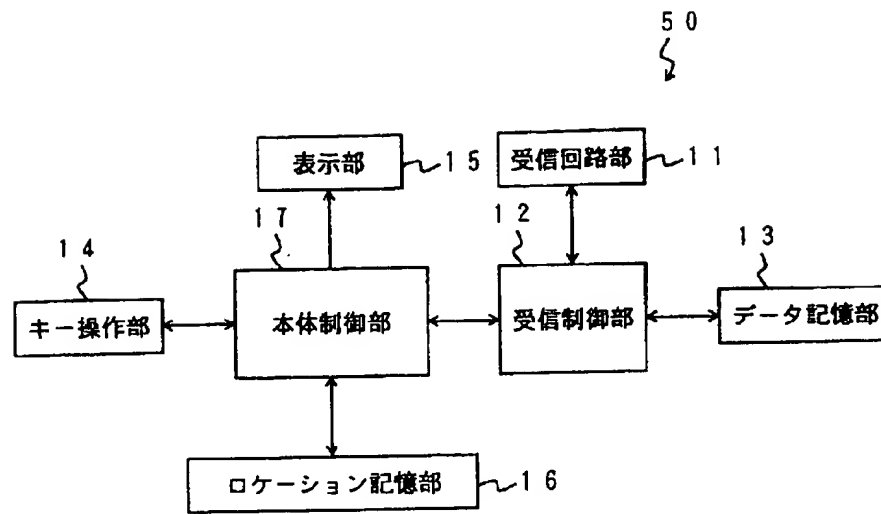 50
表示部
15
受信回路部
11
17
12
14
13
キー操作部
本体制御部
受信制御部
データ記憶部
ロケーション記憶部
16